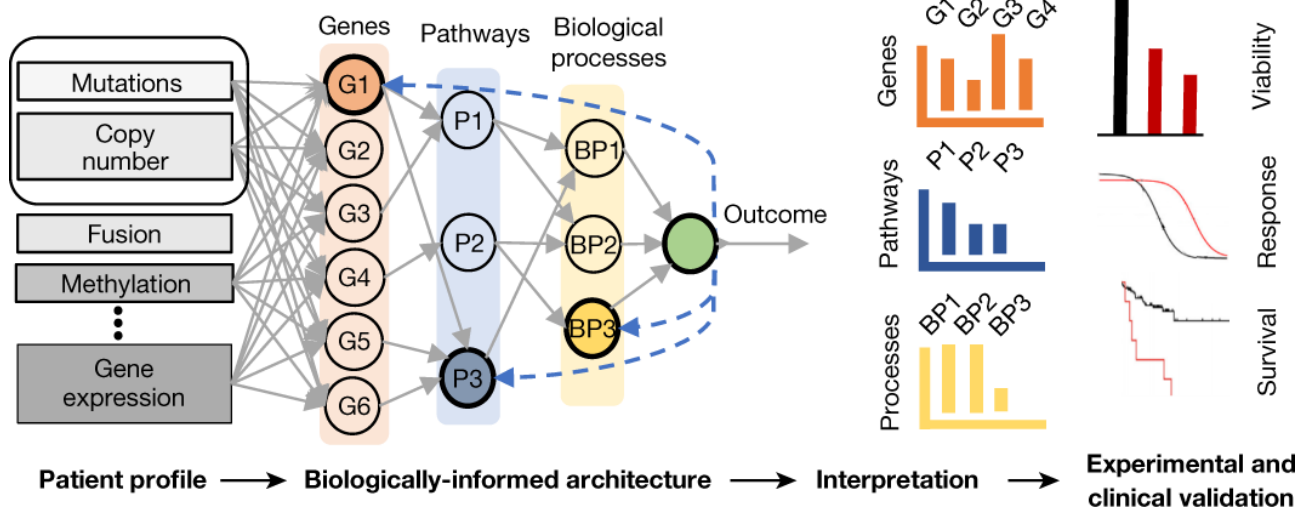 Mutations
Copy
number
Fusion
Methylation
Gene
expression
Genes
G1
G2
G3
G4
G5
G6
Pathways
P1
P2
P3
Biological
processes
BP1
BP2
BP3
Outcome
Genes
G1 G2 G3 G4
Pathways
P1 P2 P3
Processes
BP1 BP2 BP3
Viability
Response
Survival
Patient profile
Biologically-informed architecture
Interpretation
Experimental and
clinical validation